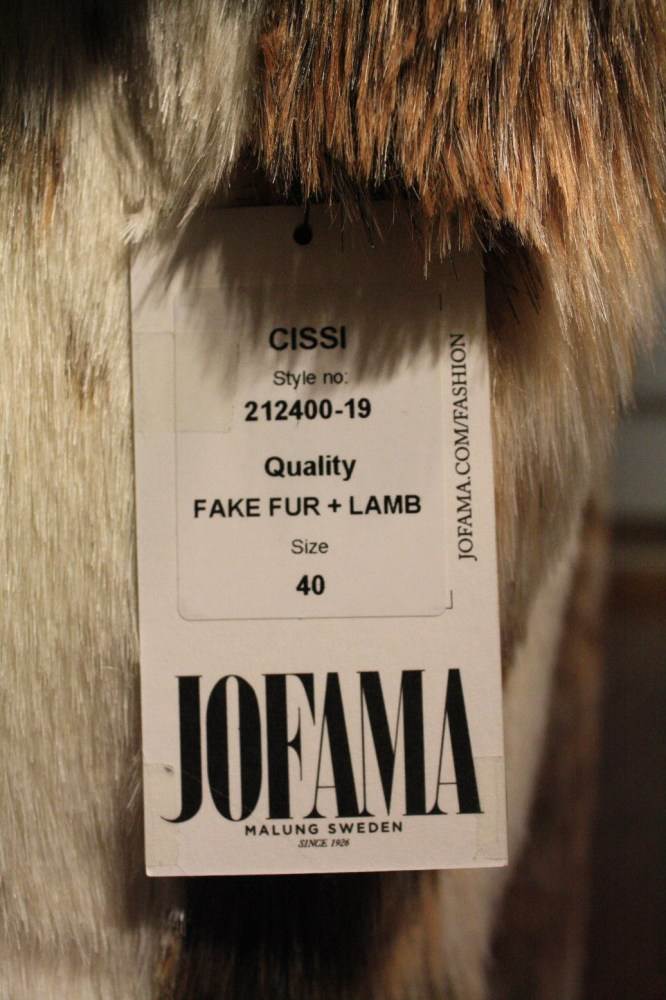 CISSI
Style no:
212400-19
Quality
FAKE FUR + LAMB
Size
40
JOFAMA.COM/FASHION
JOFAMA
MALUNG SWEDEN
SINCE 1926